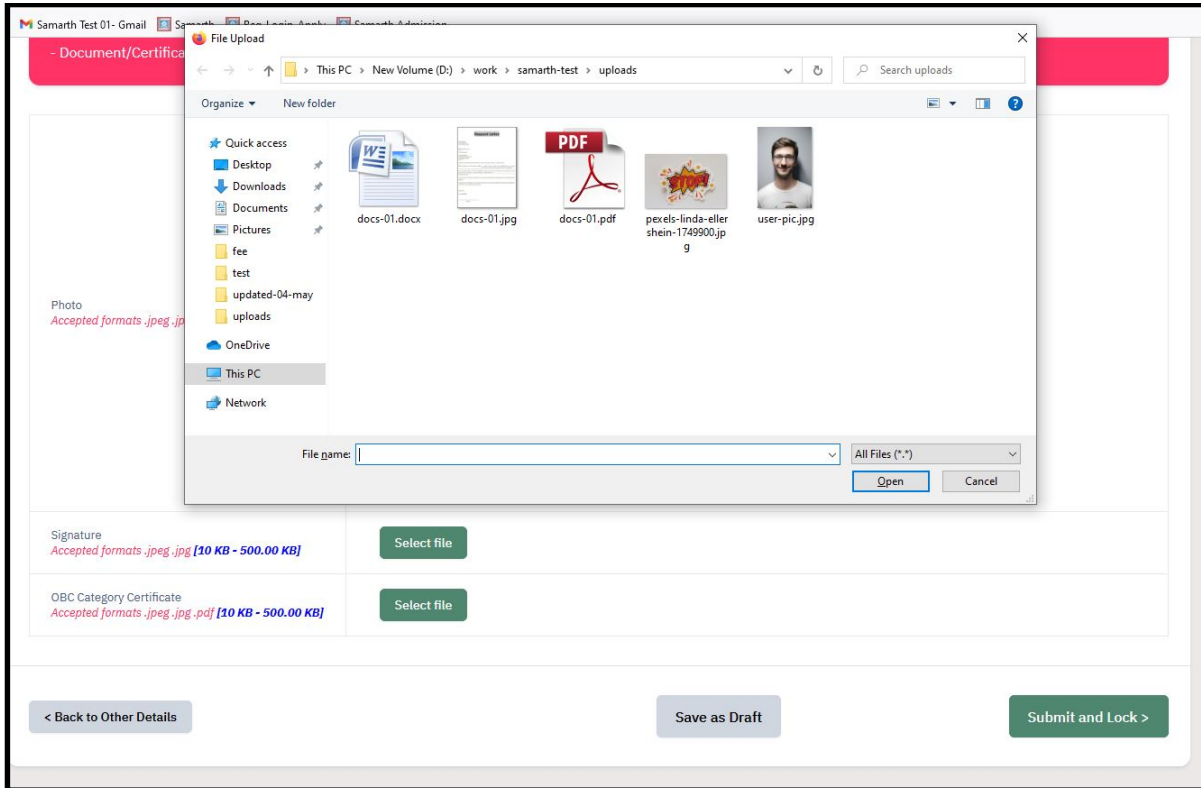 Samarth Test 01- Gmail
- Document/Certifica
File Upload
This PC > New Volume (D:) > work > samarth-test > uploads
Search uploads
Organize New folder
Quick access
Desktop
Downloads
Documents
Pictures
fee
test
updated-04-may
uploads
OneDrive
This PC
Network
PDF
STOP!
docs-01.docx
docs-01.jpg
docs-01.pdf
pexels-linda-eller
shein-1749900.jp
g
user-pic.jpg
File name:
All Files (*.*)
Open Cancel
Photo
Accepted formats .jpeg .jp
Signature
Accepted formats .jpeg .jpg [10 KB - 500.00 KB]
Select file
OBC Category Certificate
Accepted formats .jpeg .jpg .pdf [10 KB - 500.00 KB]
Select file
< Back to Other Details
Save as Draft
Submit and Lock >